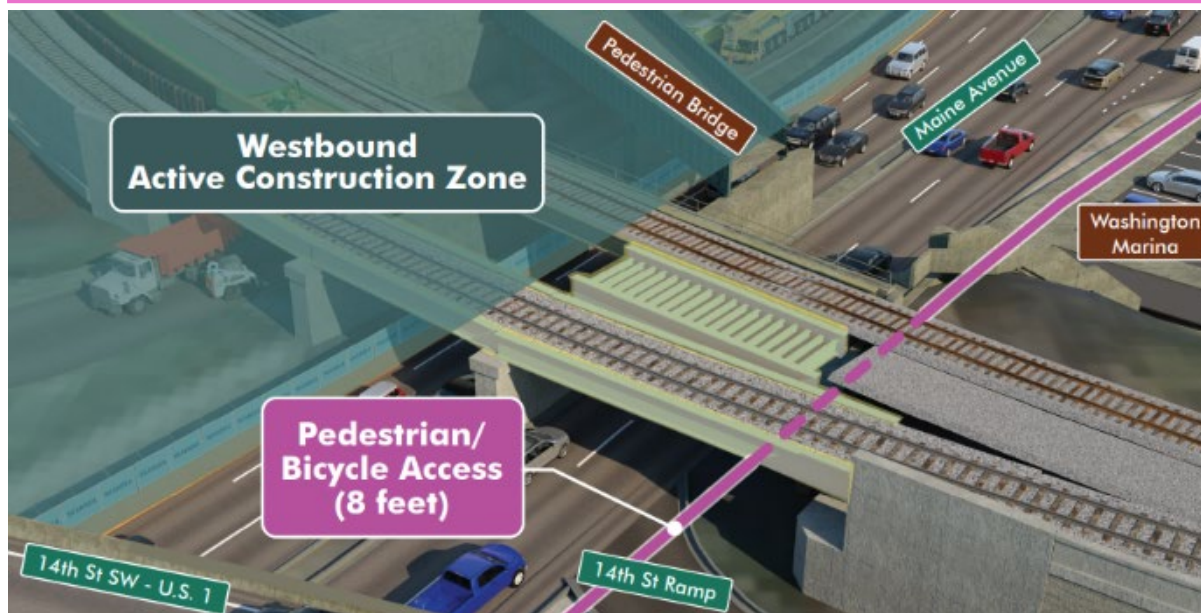 Pedestrian Bridge
Maine Avenue
Westbound
Active Construction Zone
Washington
Marina
Pedestrian/
Bicycle Access
(8 feet)
14th St SW - U.S. 1
14th St Ramp